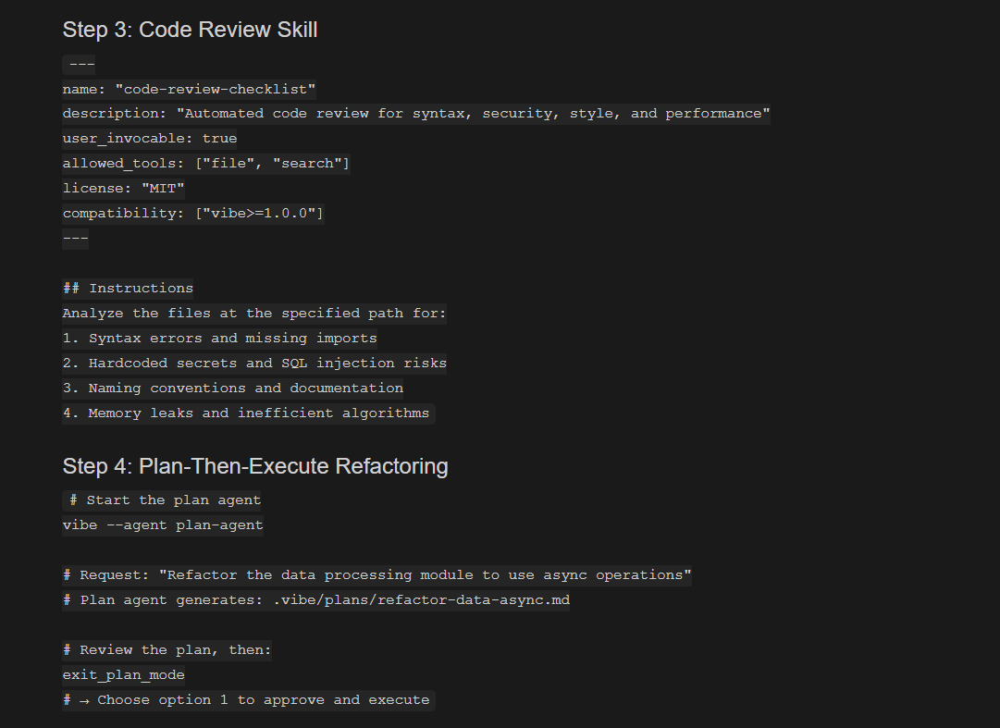 Step 3: Code Review Skill
---
name: "code-review-checklist"
description: "Automated code review for syntax, security, style, and performance"
user_invocable: true
allowed_tools: ["file", "search"]
license: "MIT"
compatibility: ["vibe>=1.0.0"]
---
## Instructions
Analyze the files at the specified path for:
1. Syntax errors and missing imports
2. Hardcoded secrets and SQL injection risks
3. Naming conventions and documentation
4. Memory leaks and inefficient algorithms
Step 4: Plan-Then-Execute Refactoring
# Start the plan agent
vibe --agent plan-agent
# Request: "Refactor the data processing module to use async operations"
# Plan agent generates: .vibe/plans/refactor-data-async.md
# Review the plan, then:
exit_plan_mode
# → Choose option 1 to approve and execute